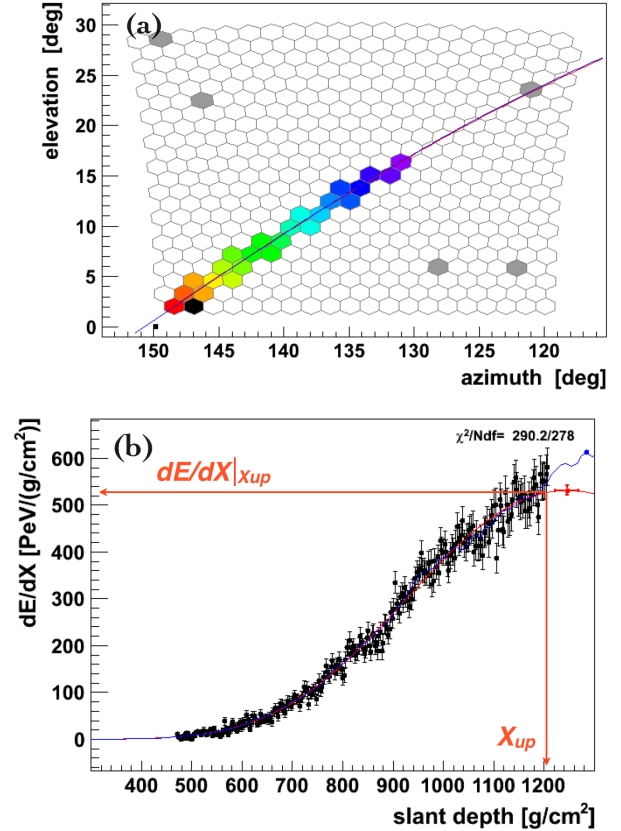 (a)
elevation [deg]
30
25
20
15
10
5
0
150 145 140 135 130 125 120
azimuth [deg]
(b)
χ²/Ndf= 290.2/278
dE/dX|Xup
dE/dX [PeV/(g/cm²)]
600
500
400
300
200
100
0
Xup
400 500 600 700 800 900 1000 1100 1200
slant depth [g/cm²]